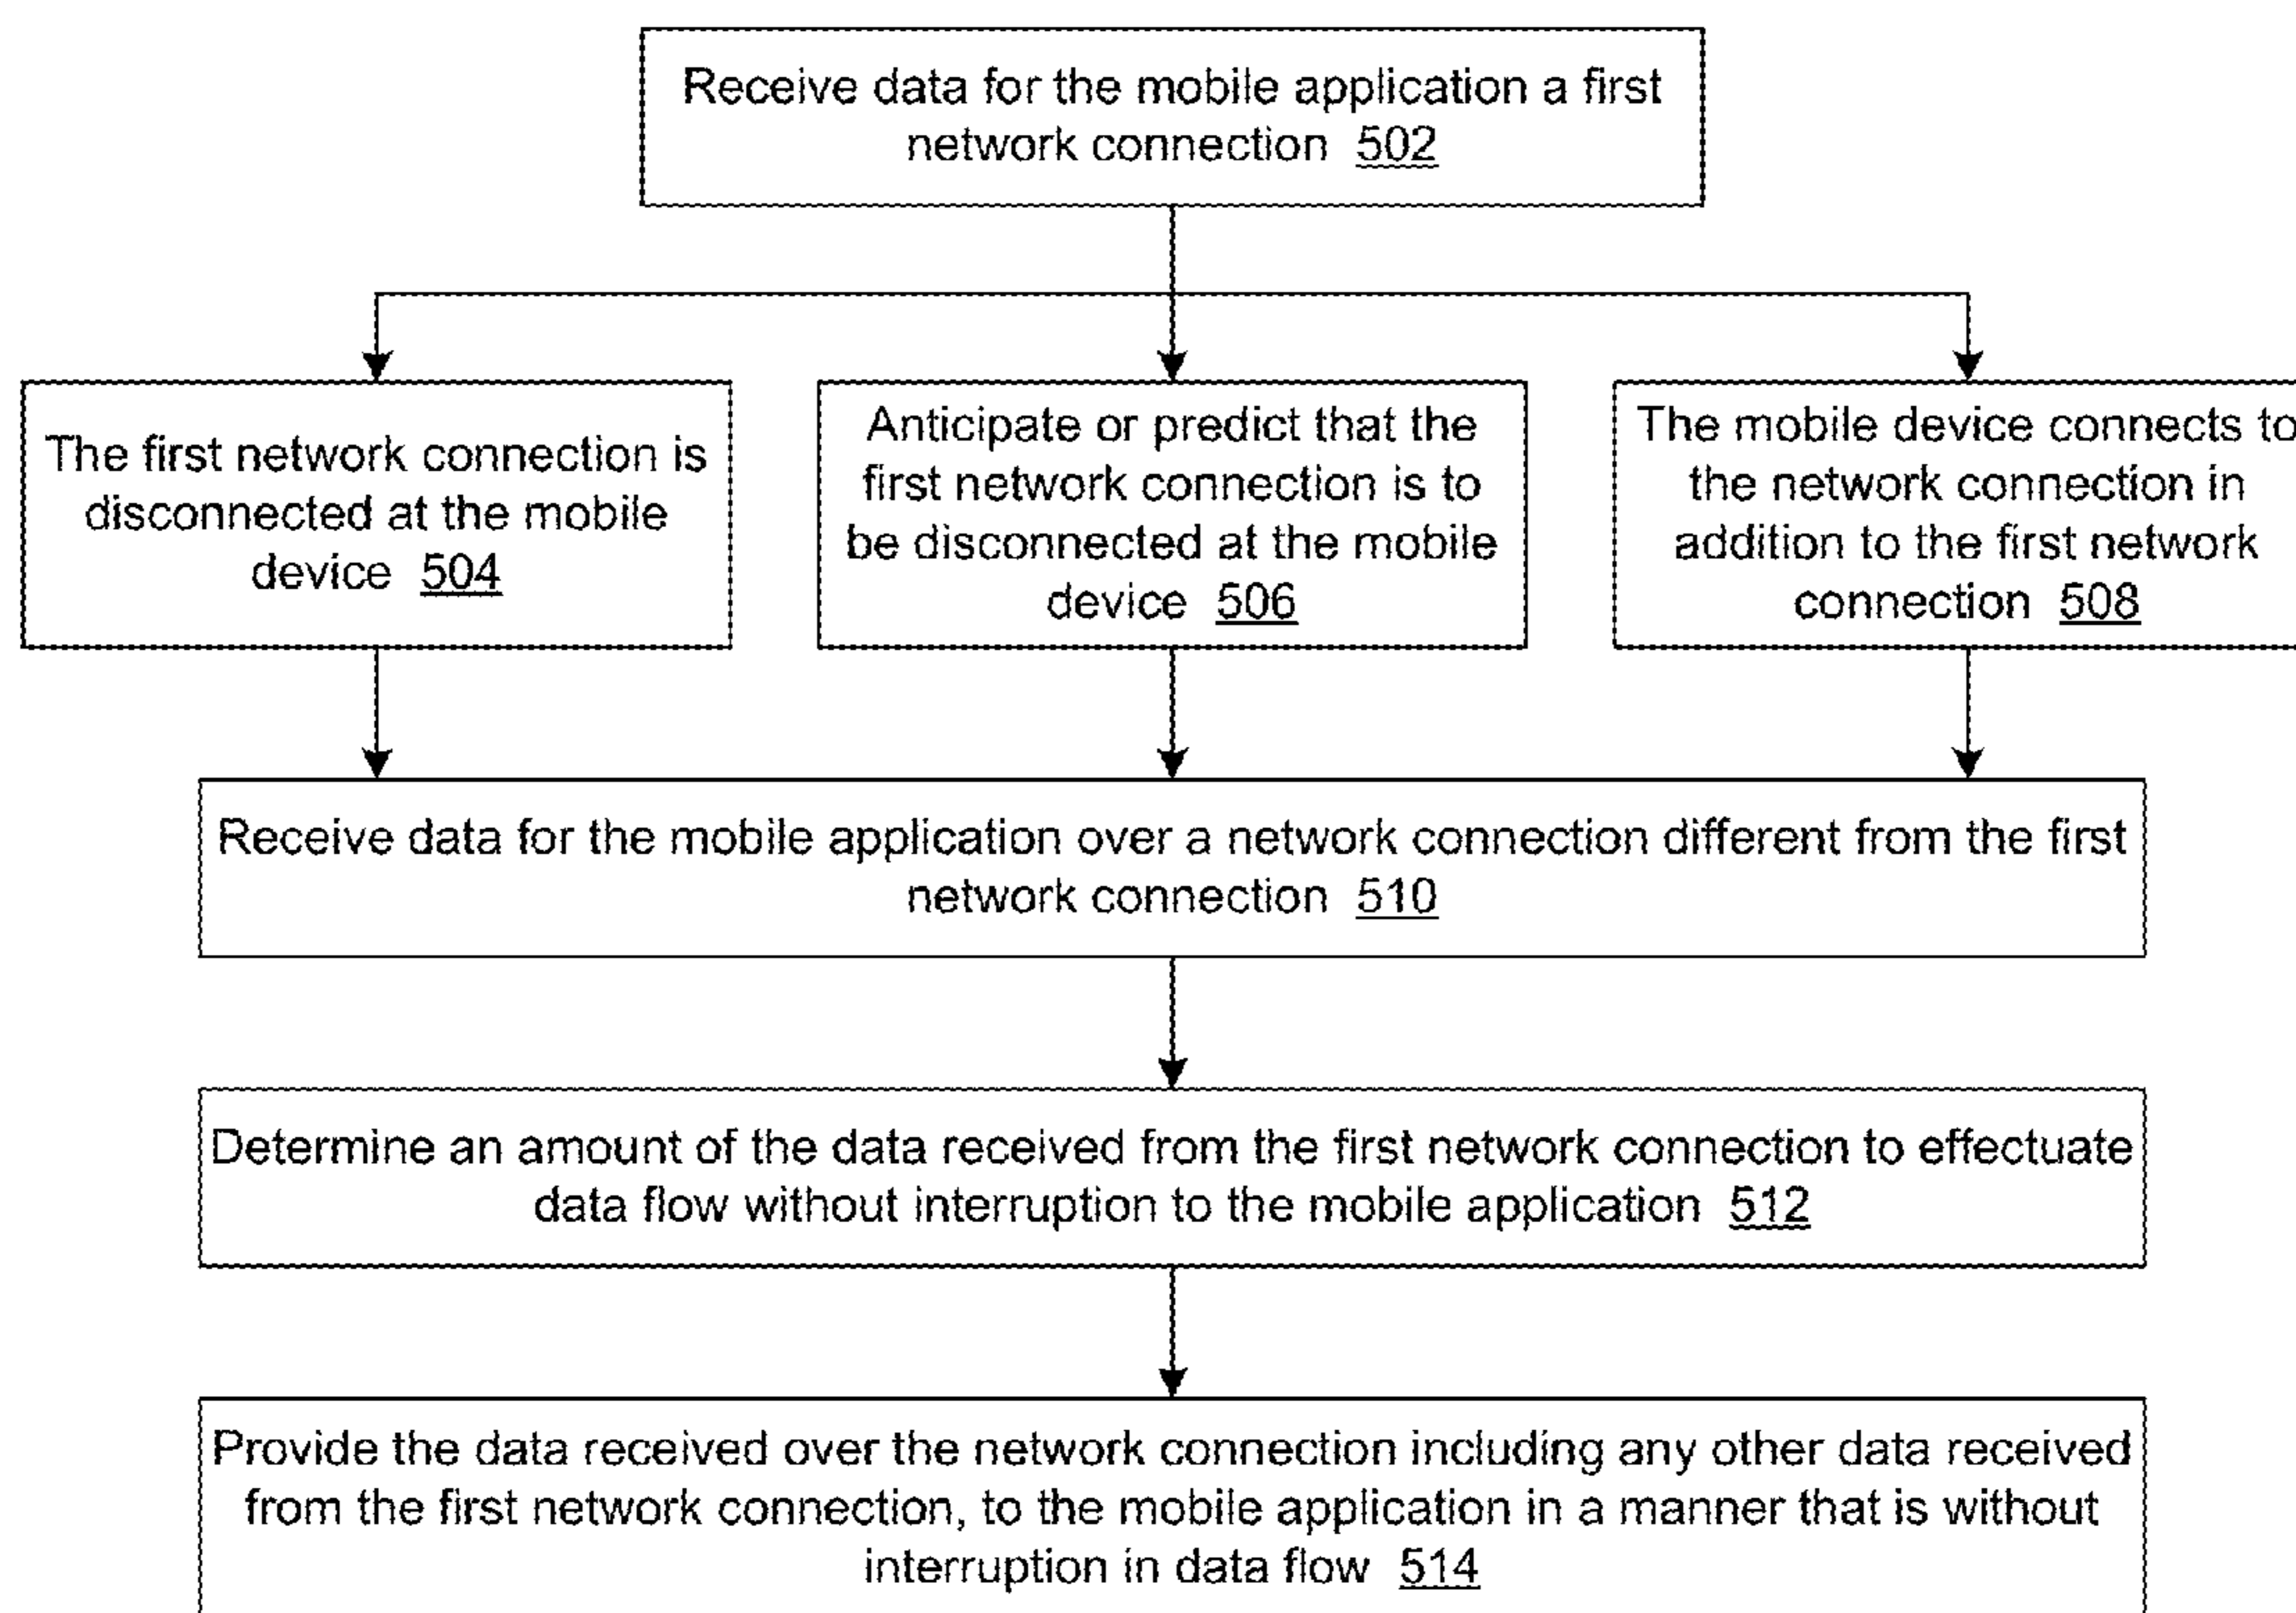 Receive data for the mobile application a first
network connection 502
The first network connection is
disconnected at the mobile
device 504
Anticipate or predict that the
first network connection is to
be disconnected at the mobile
device 506
The mobile device connects to
the network connection in
addition to the first network
connection 508
Receive data for the mobile application over a network connection different from the first
network connection 510
Determine an amount of the data received from the first network connection to effectuate
data flow without interruption to the mobile application 512
Provide the data received over the network connection including any other data received
from the first network connection, to the mobile application in a manner that is without
interruption in data flow 514